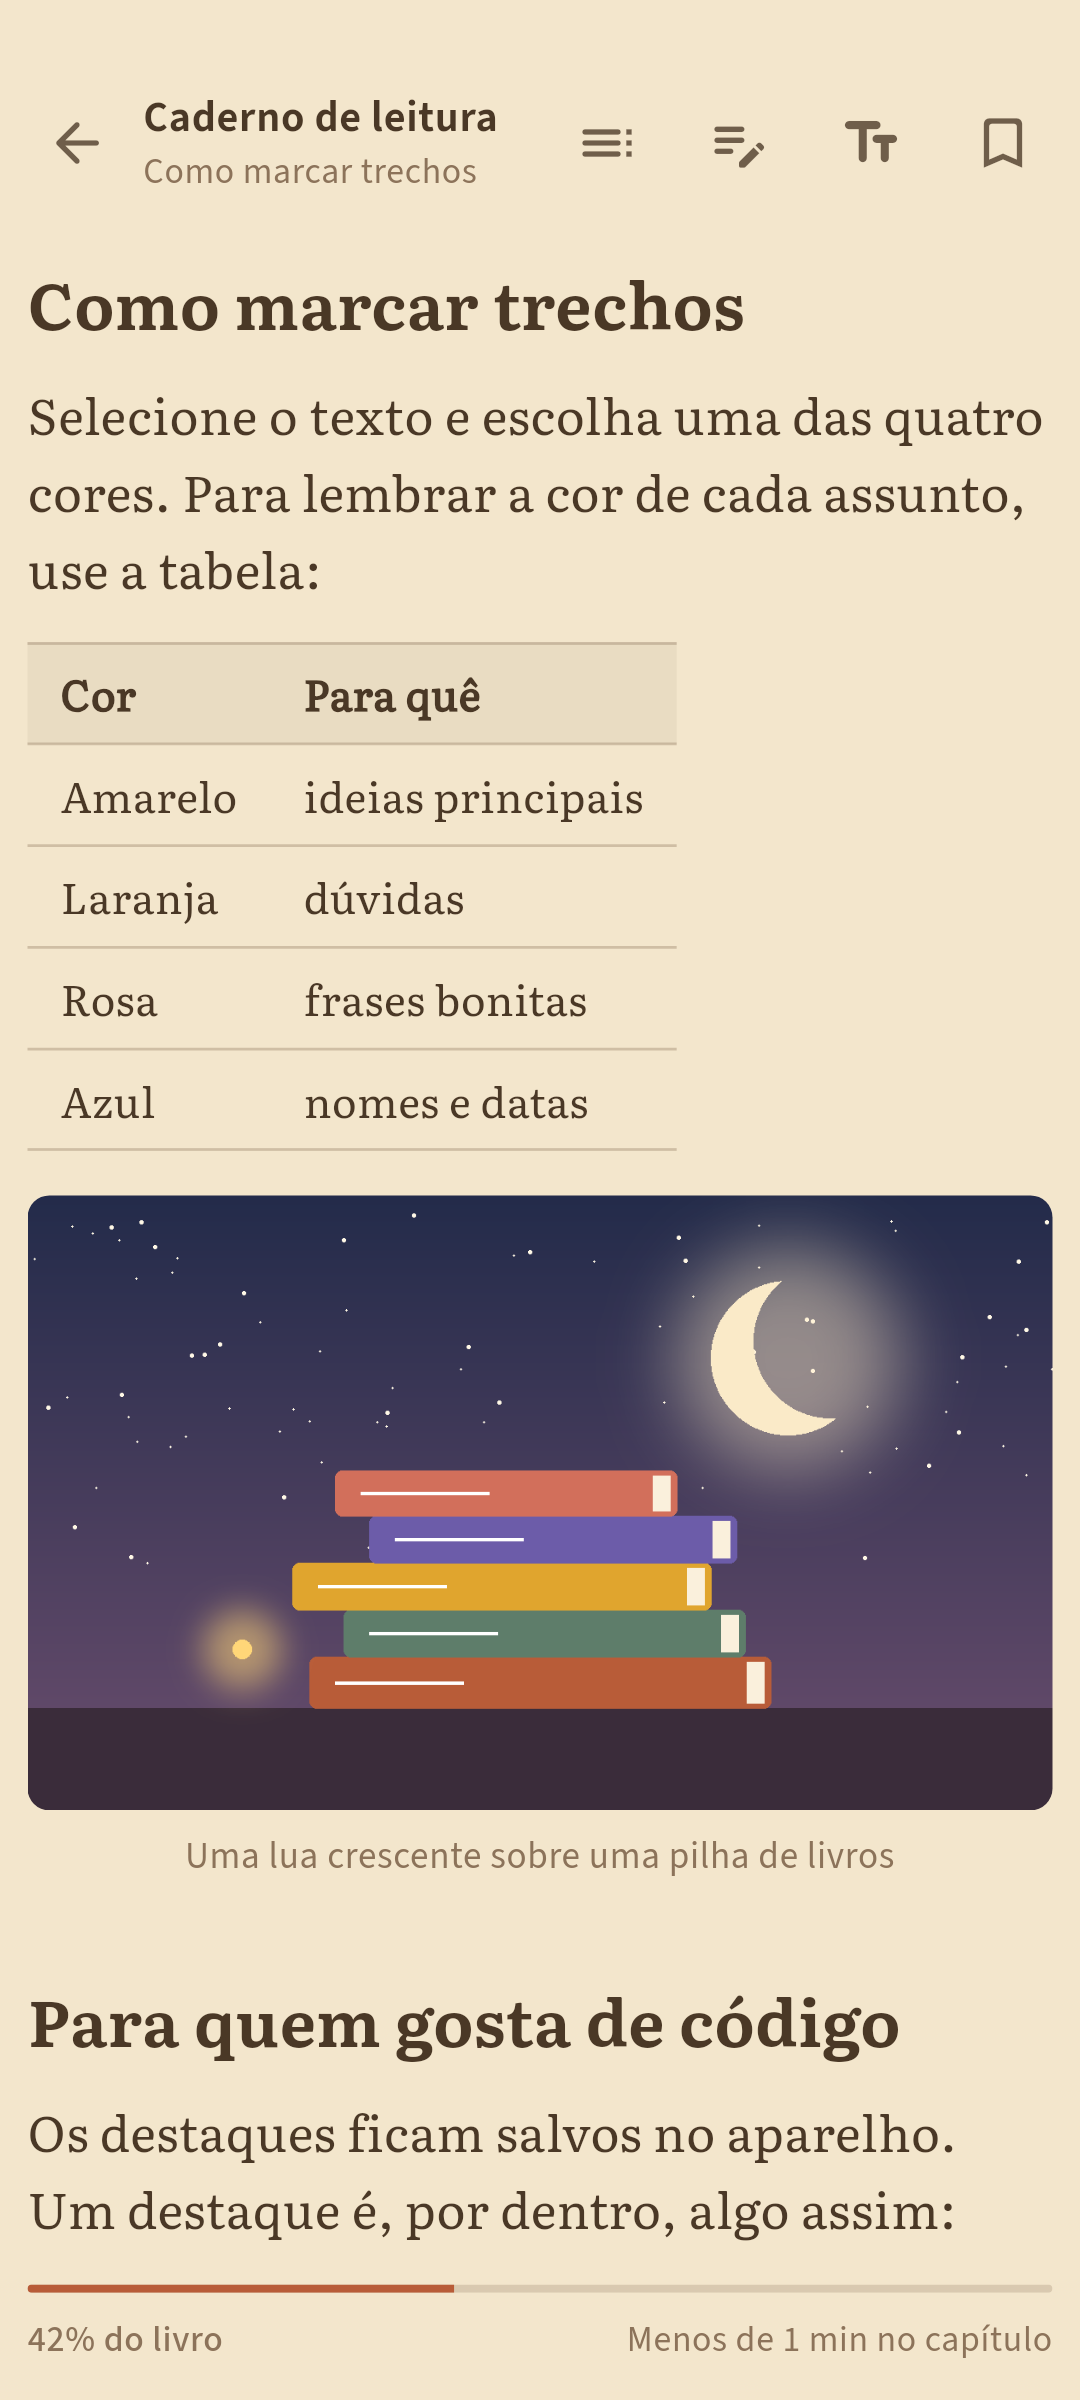 Caderno de leitura
Como marcar trechos
Como marcar trechos
Selecione o texto e escolha uma das quatro
cores. Para lembrar a cor de cada assunto,
use a tabela:
Cor Para quê
Amarelo ideias principais
Laranja dúvidas
Rosa frases bonitas
Azul nomes e datas
Uma lua crescente sobre uma pilha de livros
Para quem gosta de código
Os destaques ficam salvos no aparelho.
Um destaque é, por dentro, algo assim:
42% do livro Menos de 1 min no capítulo